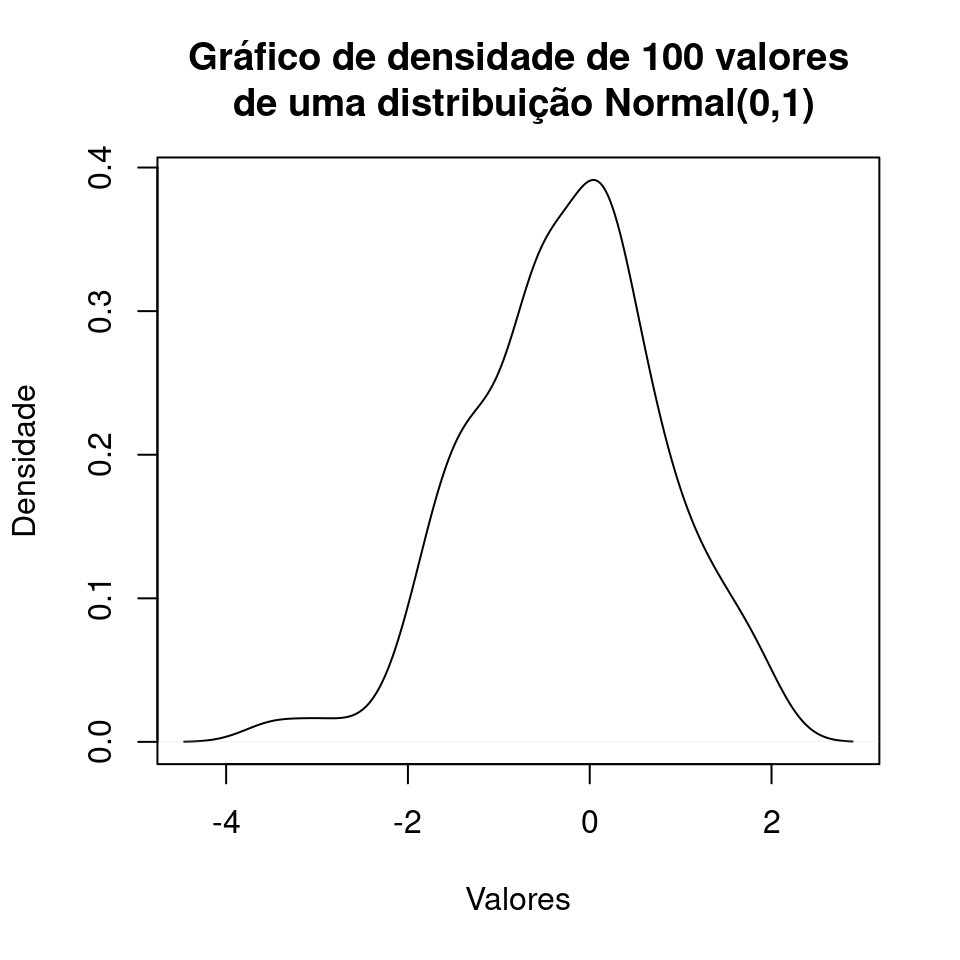 Gráfico de densidade de 100 valores
de uma distribuição Normal(0,1)
Densidade
0.4
0.3
0.2
0.1
0.0
-4 -2 0 2
Valores